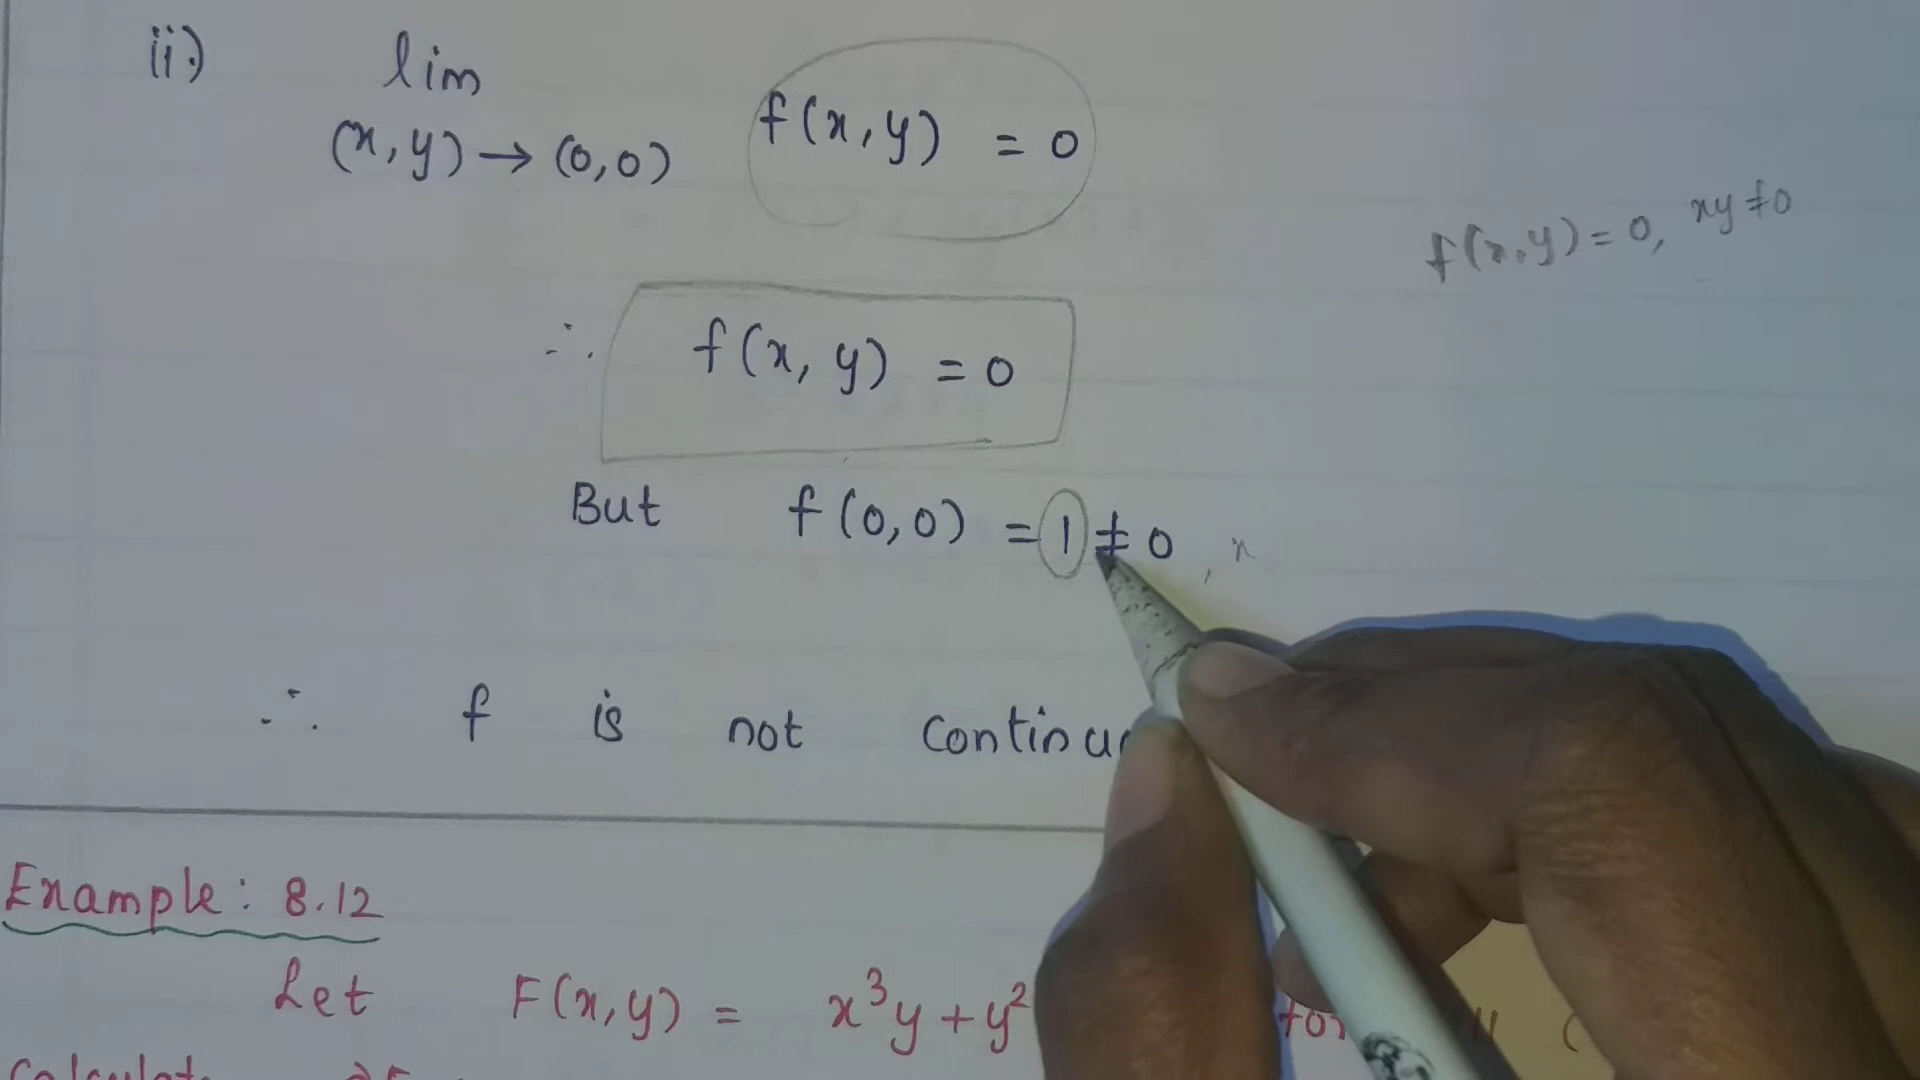 ii.) lim f(x,y) = 0
(x,y) → (0,0)
f(x,y) = 0, xy ≠ 0
∴ f(x, y) = 0
But f(0,0) = 1 ≠ 0 , x
∴ f is not
Example: 8.12
Let F(x,y) = x³y + y²